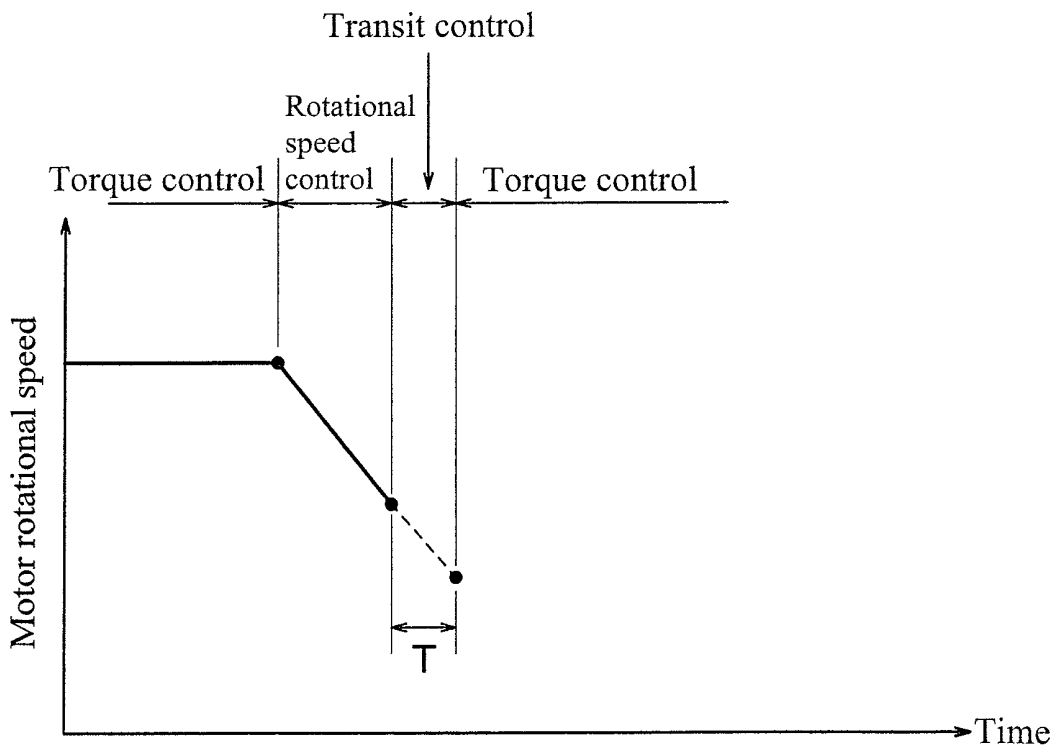 Transit control
Rotational
speed
control
Torque control
Torque control
Motor rotational speed
T
Time